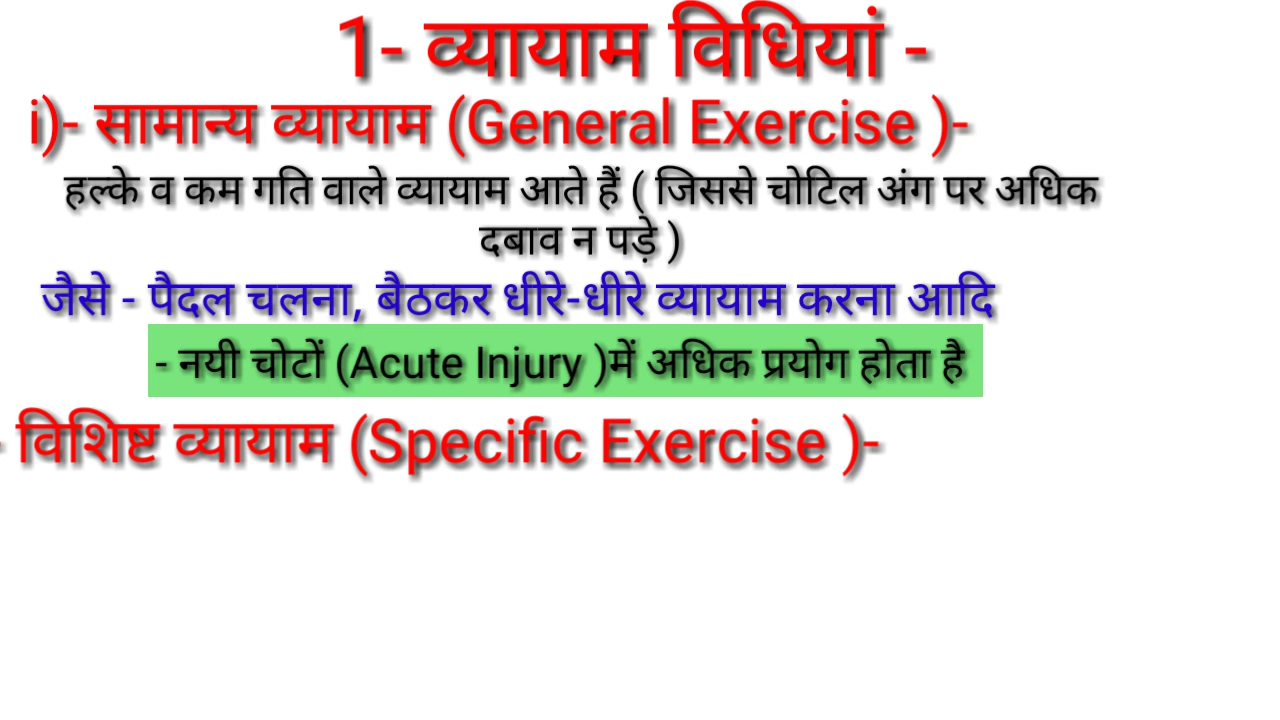 1- व्यायाम विधियां -
i)- सामान्य व्यायाम (General Exercise )-
हल्के व कम गति वाले व्यायाम आते हैं ( जिससे चोटिल अंग पर अधिक
दबाव न पड़े )
जैसे - पैदल चलना, बैठकर धीरे-धीरे व्यायाम करना आदि
- नयी चोटों (Acute Injury )में अधिक प्रयोग होता है
- विशिष्ट व्यायाम (Specific Exercise )-